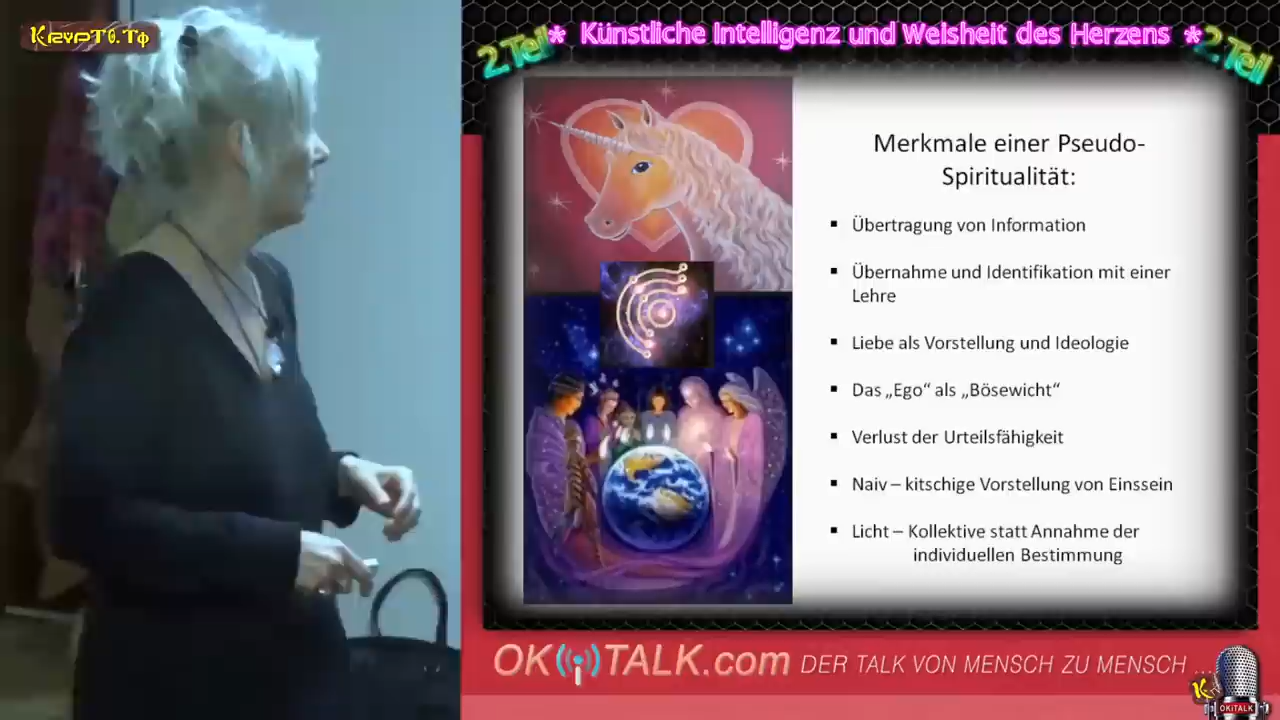 KrypT0.Tv
2.Teil * Künstliche Intelligenz und Weisheit des Herzens * 2.Teil
Merkmale einer Pseudo-
Spiritualität:
▪ Übertragung von Information
▪ Übernahme und Identifikation mit einer
Lehre
▪ Liebe als Vorstellung und Ideologie
▪ Das „Ego“ als „Bösewicht“
▪ Verlust der Urteilsfähigkeit
▪ Naiv – kitschige Vorstellung von Einssein
▪ Licht – Kollektive statt Annahme der
individuellen Bestimmung
OKiTALK.com DER TALK VON MENSCH ZU MENSCH ...
OKiTALK